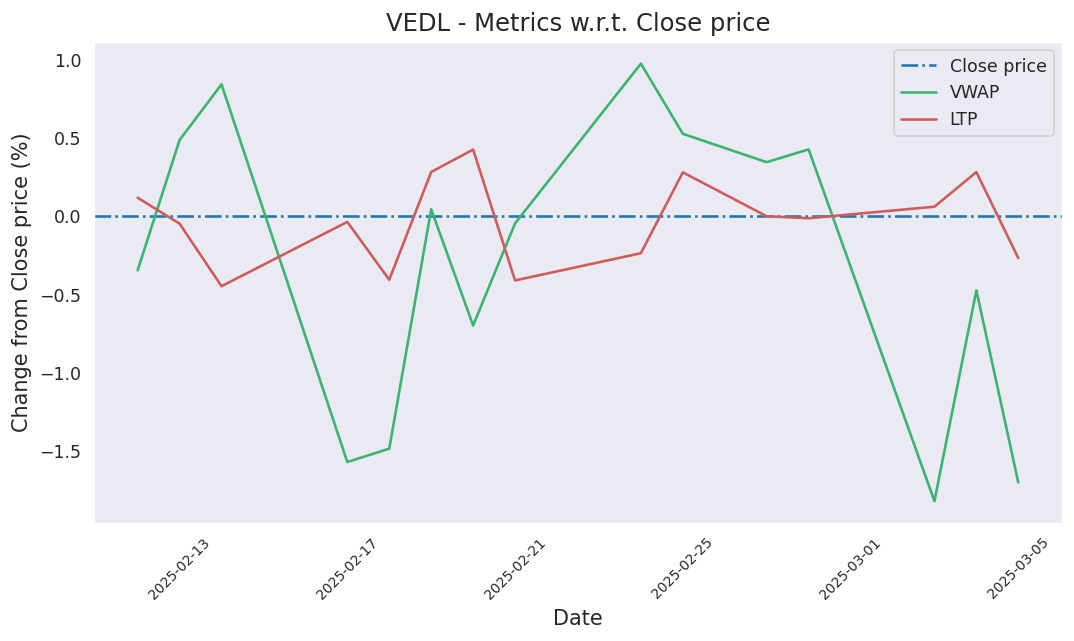 VEDL - Metrics w.r.t. Close price
Close price
VWAP
LTP
Change from Close price (%)
1.0
0.5
0.0
−0.5
−1.0
−1.5
2025-02-13
2025-02-17
2025-02-21
2025-02-25
2025-03-01
2025-03-05
Date